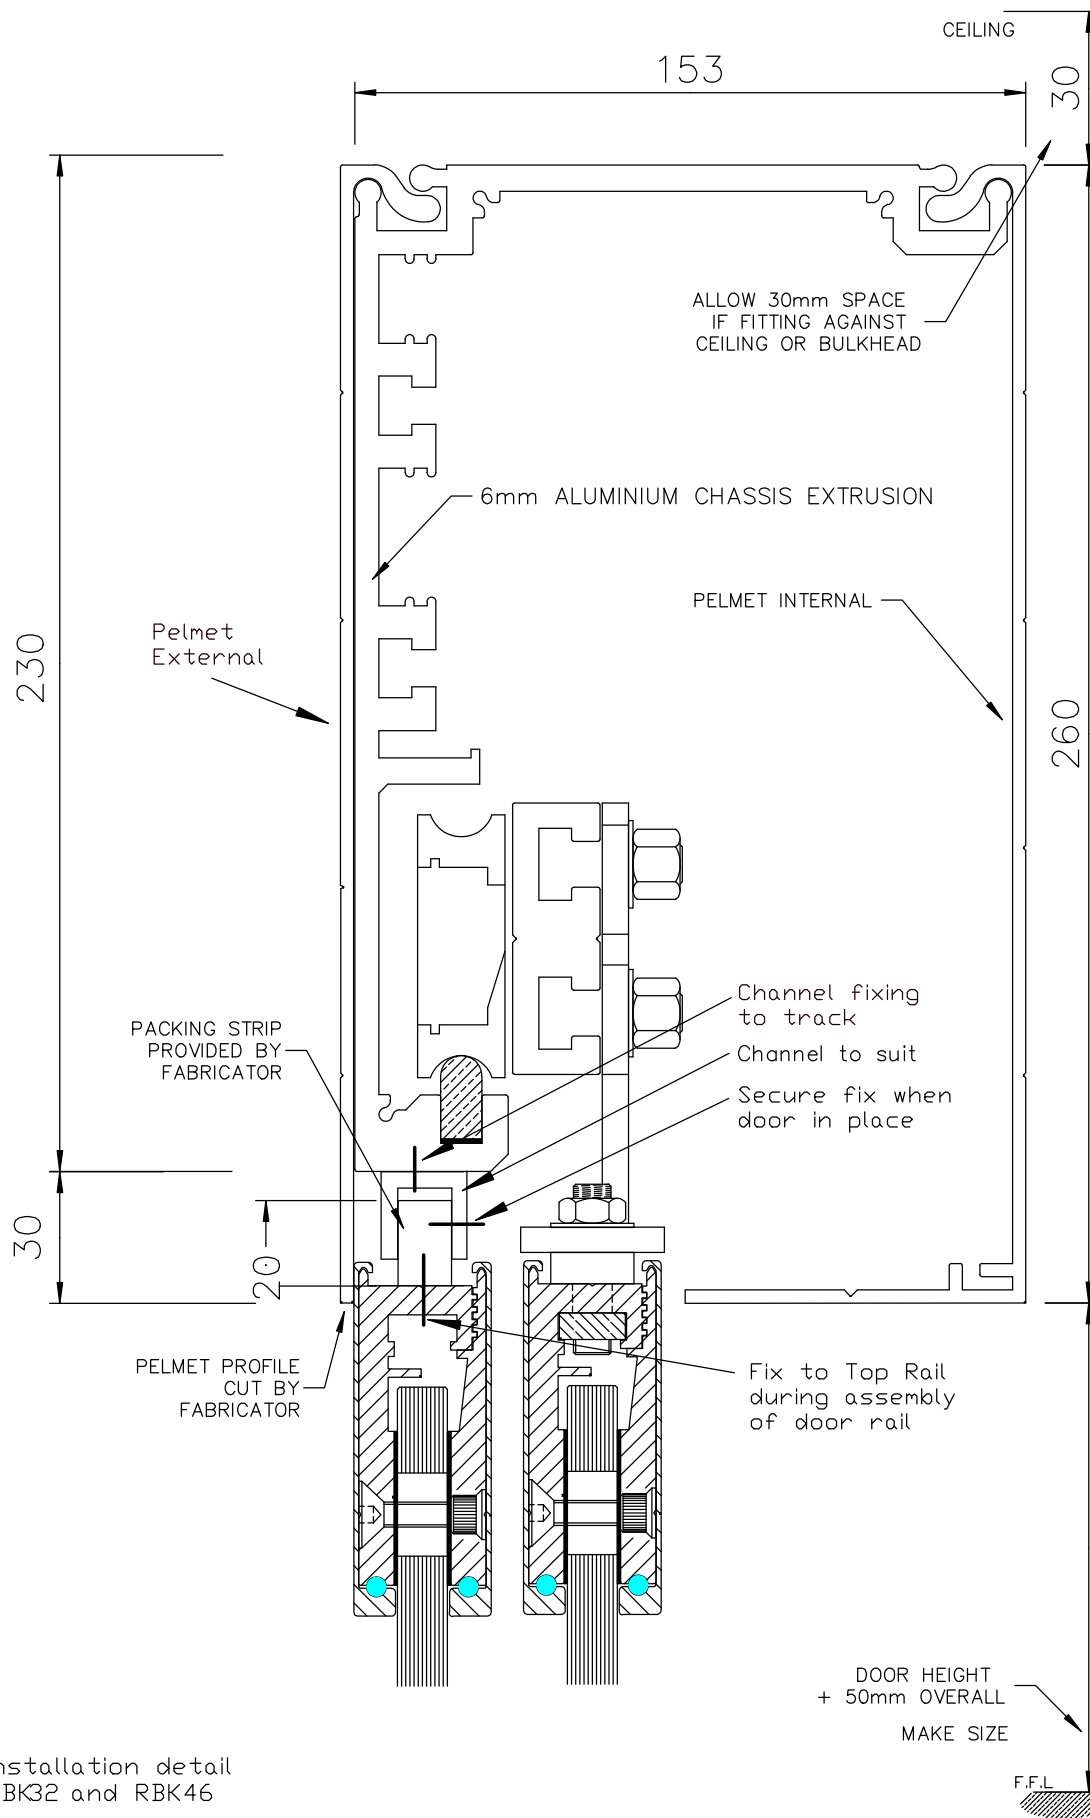 CEILING
153
30
ALLOW 30mm SPACE
IF FITTING AGAINST
CEILING OR BULKHEAD
6mm ALUMINIUM CHASSIS EXTRUSION
PELMET INTERNAL
Pelmet
External
230
260
Channel fixing
to track
Channel to suit
Secure fix when
door in place
PACKING STRIP
PROVIDED BY
FABRICATOR
30
20
PELMET PROFILE
CUT BY
FABRICATOR
Fix to Top Rail
during assembly
of door rail
DOOR HEIGHT
+ 50mm OVERALL
MAKE SIZE
F.F.L
nstallation detail
BK32 and RBK46